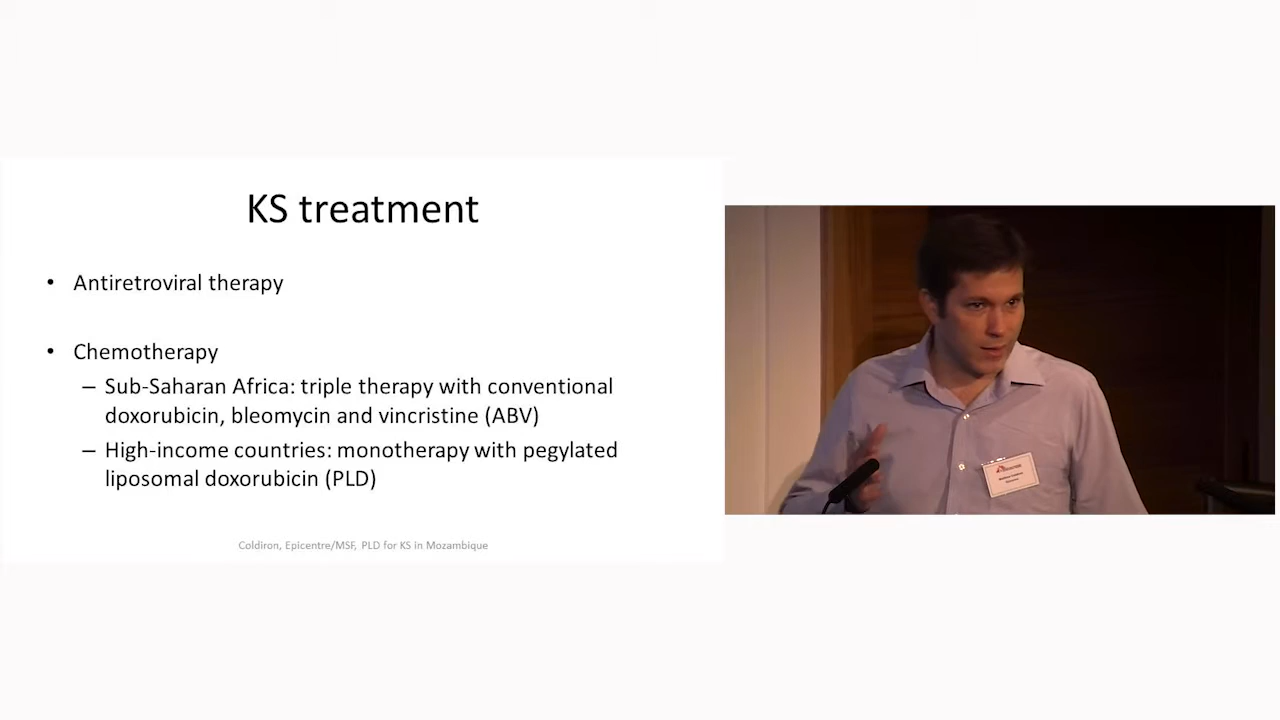 KS treatment
• Antiretroviral therapy
• Chemotherapy
– Sub-Saharan Africa: triple therapy with conventional
doxorubicin, bleomycin and vincristine (ABV)
– High-income countries: monotherapy with pegylated
liposomal doxorubicin (PLD)
Coldiron, Epicentre/MSF, PLD for KS in Mozambique